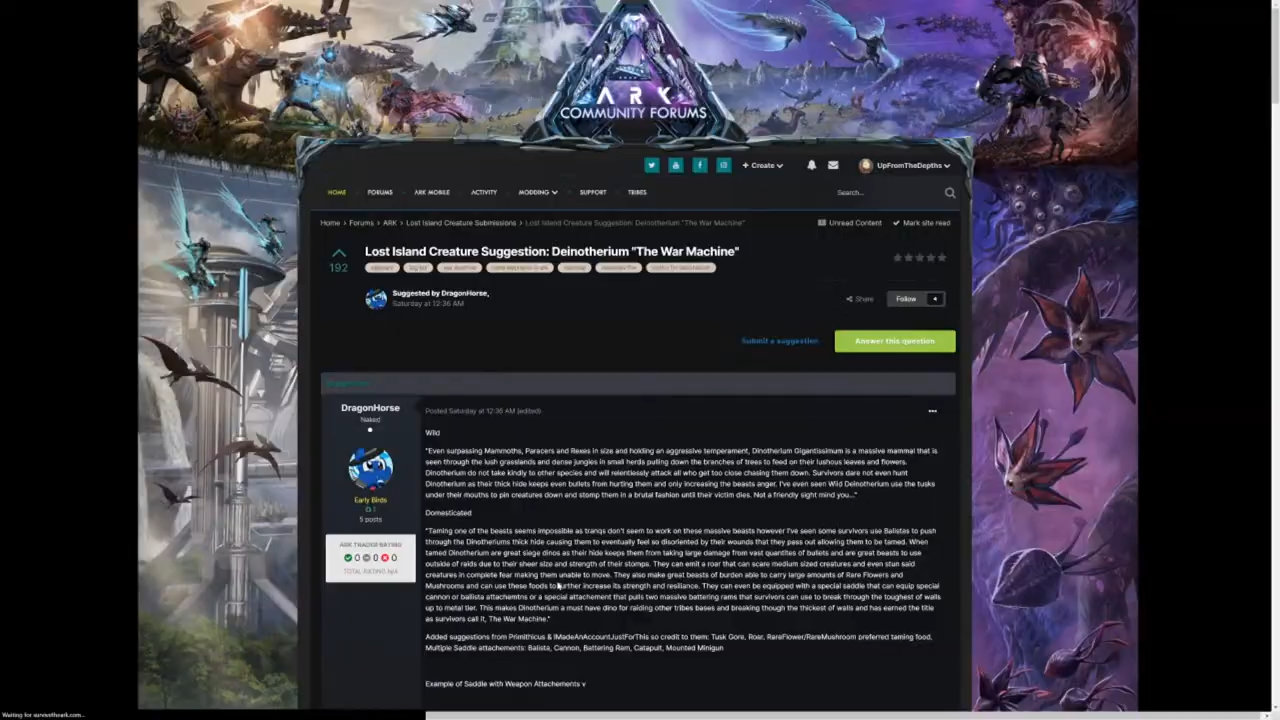 ARK
COMMUNITY FORUMS
+ Create
UpFromTheDepths
HOME FORUMS ARK MOBILE ACTIVITY MODDING SUPPORT TRIBES
Search...
Home > Forums > ARK > Lost Island Creature Submissions > Lost Island Creature Suggestion: Deinotherium "The War Machine"
Unread Content Mark site read
Lost Island Creature Suggestion: Deinotherium "The War Machine"
192
Suggested by DragonHorse,
Saturday at 12:36 AM
Share
Follow 4
Submit a suggestion
Answer this question
DragonHorse
Naked
Early Birds
5 posts
ARK TRADER RATING
0 0 0
TOTAL RATING N/A
Posted Saturday at 12:36 AM (edited)
Wild
"Even surpassing Mammoths, Paracers and Rexes in size and holding an aggressive temperament, Dinotherium Gigantissimum is a massive mammal that is
seen through the lush grasslands and dense jungles in small herds pulling down the branches of trees to feed on their lushous leaves and flowers.
Dinotherium do not take kindly to other species and will relentlessly attack all who get too close chasing them down. Survivors dare not even hunt
Dinotherium as their thick hide keeps even bullets from hurting them and only increasing the beasts anger. I've even seen Wild Deinotherium use the tusks
under their mouths to pin creatures down and stomp them in a brutal fashion until their victim dies. Not a friendly sight mind you..."
Domesticated
"Taming one of the beasts seems impossible as tranqs don't seem to work on these massive beasts however I've seen some survivors use Balistas to push
through the Dinotheriums thick hide causing them to eventually feel so disoriented by their wounds that they pass out allowing them to be tamed. When
tamed Dinotherium are great siege dinos as their hide keeps them from taking large damage from vast quantites of bullets and are great beasts to use
outside of raids due to their sheer size and strength of their stomps. They can emit a roar that can scare medium sized creatures and even stun said
creatures in complete fear making them unable to move. They also make great beasts of burden able to carry large amounts of Rare Flowers and
Mushrooms and can use these foods to further increase its strength and resiliance. They can even be equipped with a special saddle that can equip special
cannon or ballista attachemtns or a special attachement that pulls two massive battering rams that survivors can use to break through the toughest of walls
up to metal tier. This makes Dinotherium a must have dino for raiding other tribes bases and breaking though the thickest of walls and has earned the title
as survivors call it, The War Machine."
Added suggestions from Primithicus & IMadeAnAccountJustForThis so credit to them: Tusk Gore, Roar, RareFlower/RareMushroom preferred taming food,
Multiple Saddle attachements: Balista, Cannon, Battering Ram, Catapult, Mounted Minigun
Example of Saddle with Weapon Attachements v
Waiting for survivetheark.com...